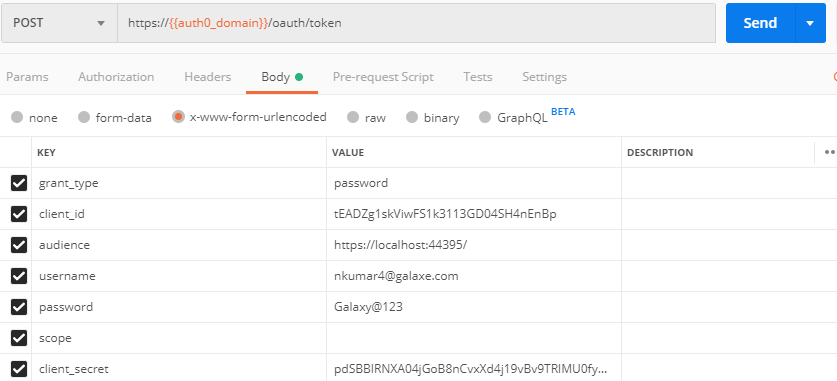 POST https://{{auth0_domain}}/oauth/token Send
Params Authorization Headers Body Pre-request Script Tests Settings
none form-data x-www-form-urlencoded raw binary GraphQL BETA
KEY VALUE DESCRIPTION
grant_type password
client_id tEADZg1skViwFS1k3113GD04SH4nEnBp
audience https://localhost:44395/
username nkumar4@galaxe.com
password Galaxy@123
scope
client_secret pdSBBlRNXA04jGoB8nCvxXd4j19vBv9TRIMU0fy...